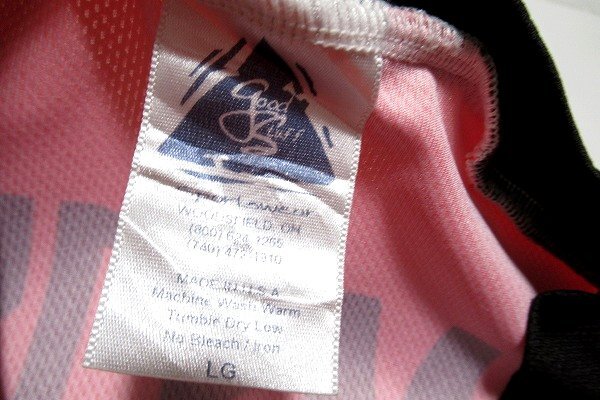 Good
Stuff
Sportswear
WOODSFIELD, OH
(800)
(740) 472-1310
MADE IN U.S.A.
Machine Wash Warm
Tumble Dry Low
No Bleach/Iron
LG